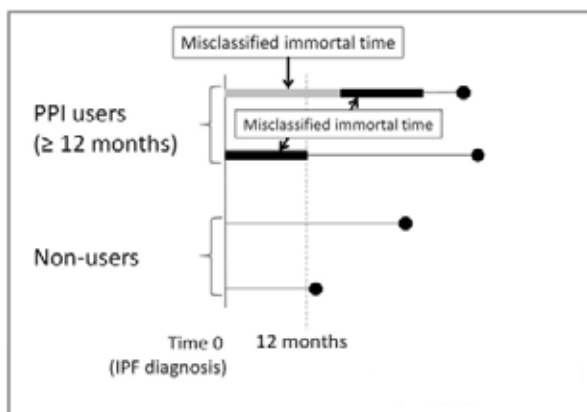 Misclassified immortal time
PPI users
(≥ 12 months)
Misclassified immortal time
Non-users
Time 0
(IPF diagnosis)
12 months